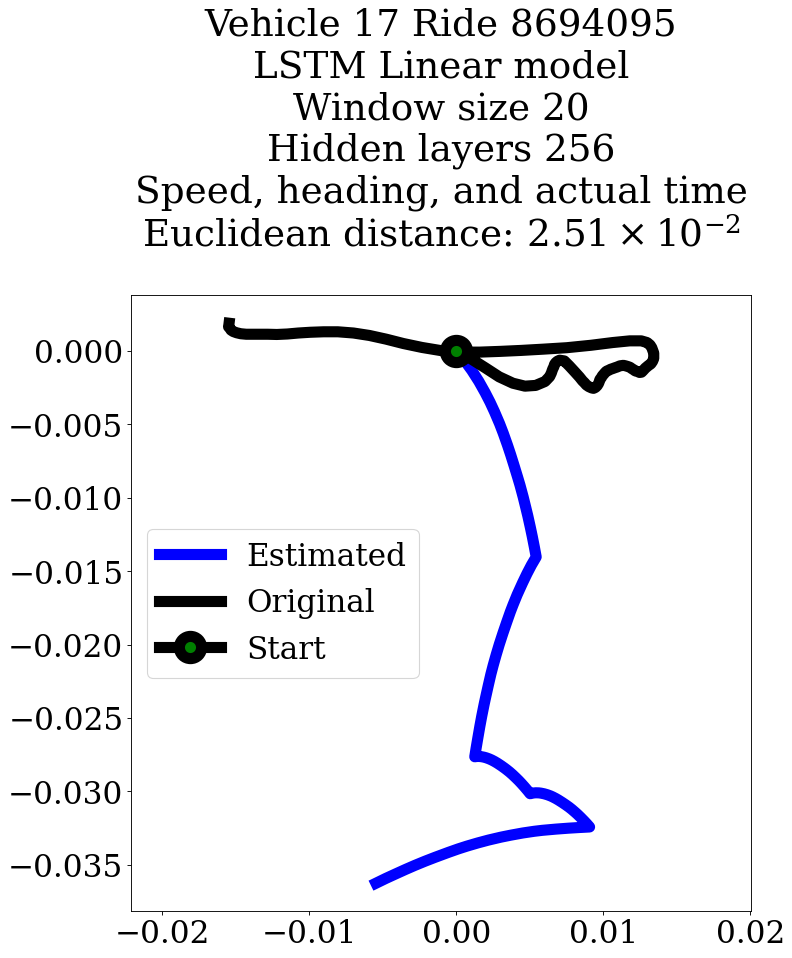 Vehicle 17 Ride 8694095
LSTM Linear model
Window size 20
Hidden layers 256
Speed, heading, and actual time
Euclidean distance: 2.51 × 10⁻²
0.000
−0.005
−0.010
−0.015
−0.020
−0.025
−0.030
−0.035
Estimated
Original
Start
−0.02 −0.01 0.00 0.01 0.02